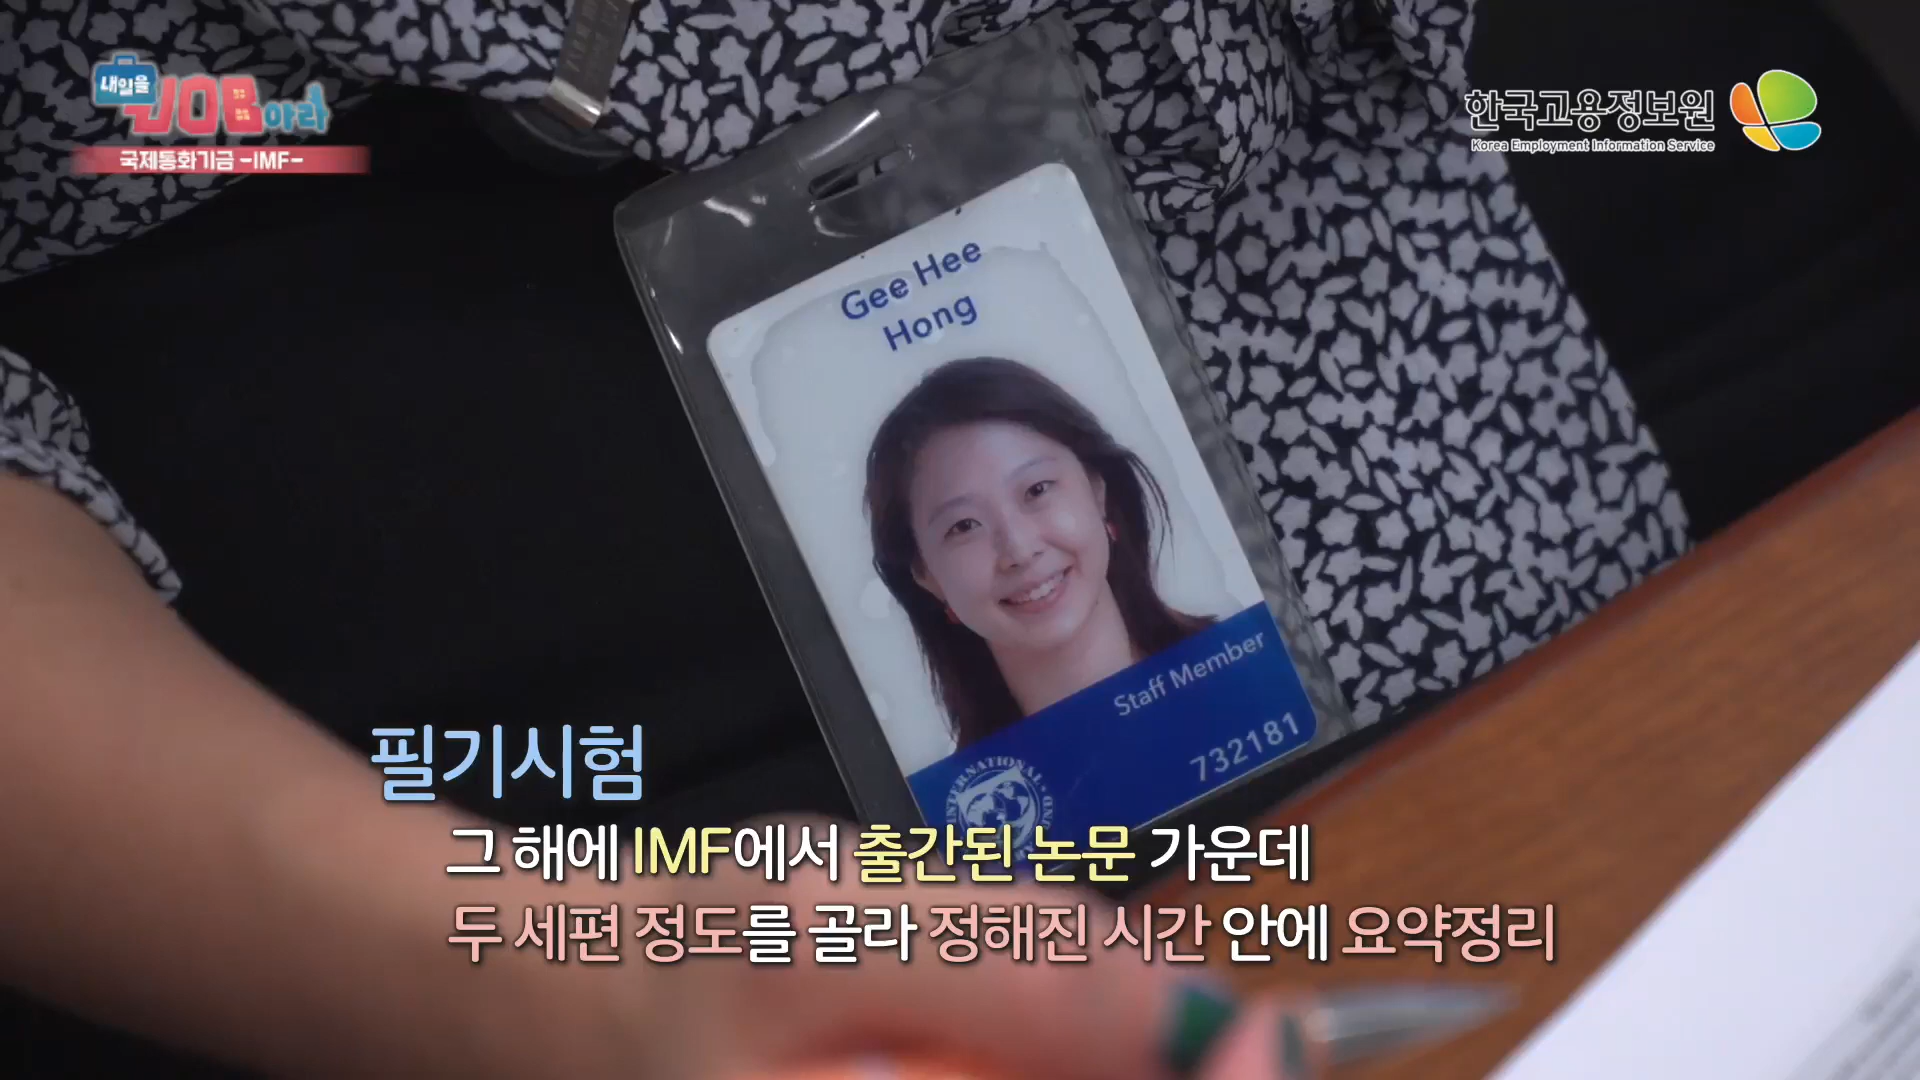 내일을
JOB아라
국제통화기금 -IMF-
한국고용정보원
Korea Employment Information Service
Gee Hee
Hong
Staff Member
732181
INTERNATIONAL
필기시험
그 해에 IMF에서 출간된 논문 가운데
두 세편 정도를 골라 정해진 시간 안에 요약정리